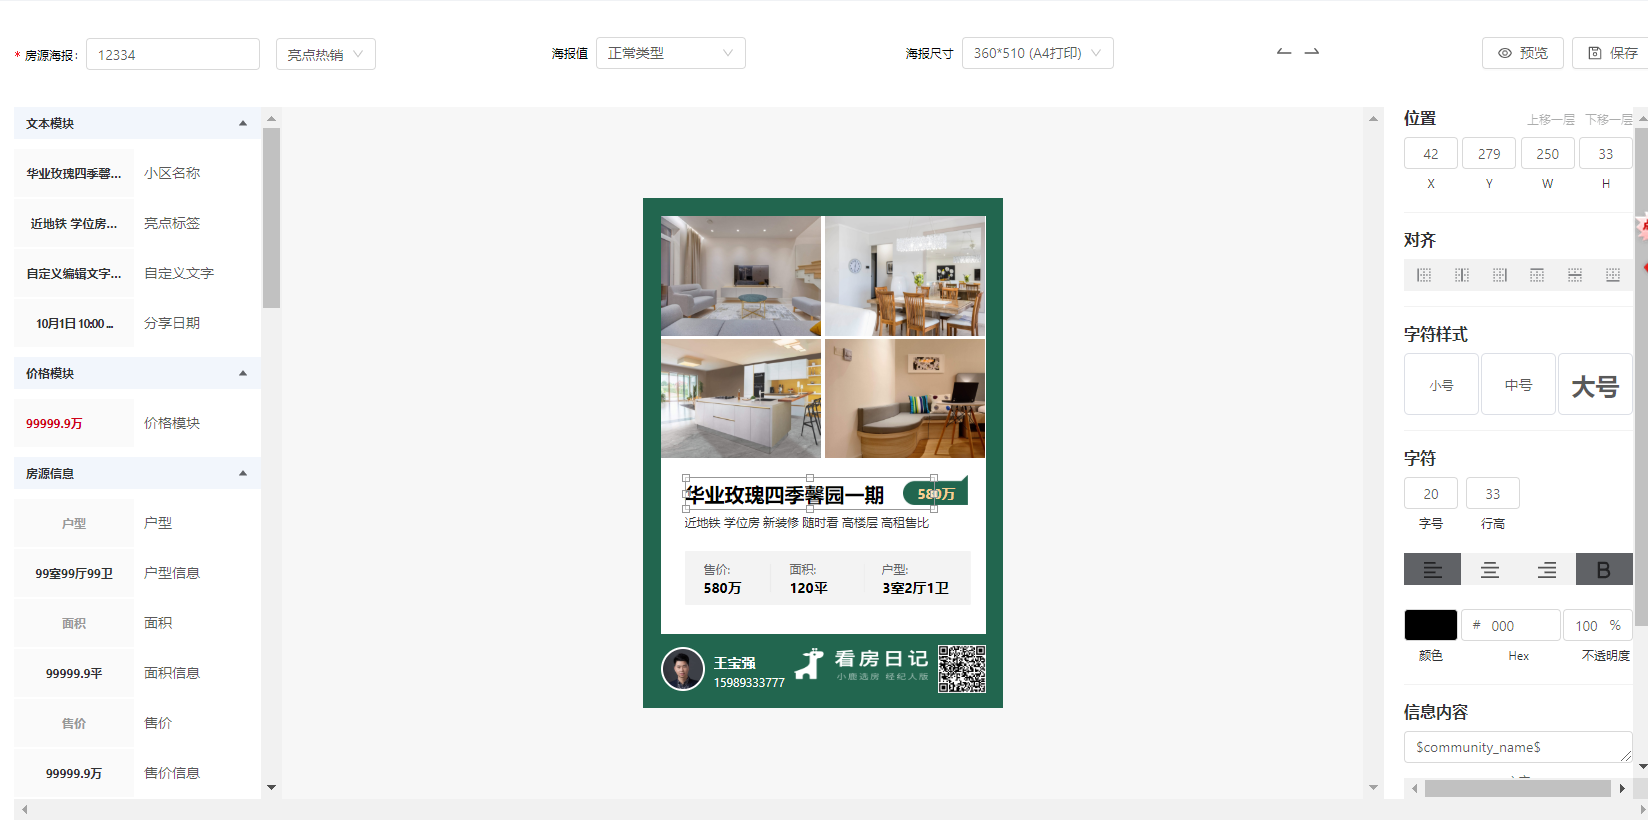 * 房源海报: 12334 亮点热销 海报值 正常类型 海报尺寸 360*510 (A4打印) 预览 保存
文本模块
华业玫瑰四季馨... 小区名称
近地铁 学位房... 亮点标签
自定义编辑文字... 自定义文字
10月1日 10:00 ... 分享日期
价格模块
99999.9万 价格模块
房源信息
户型 户型
99室99厅99卫 户型信息
面积 面积
99999.9平 面积信息
售价 售价
99999.9万 售价信息
华业玫瑰四季馨园一期 580万
近地铁 学位房 新装修 随时看 高楼层 高租售比
售价: 面积: 户型:
580万 120平 3室2厅1卫
王宝强
15989333777
看房日记
小鹿选房 经纪人版
位置 上移一层 下移一层
42 279 250 33
X Y W H
对齐
字符样式
小号 中号 大号
字符
20 33
字号 行高
B
# 000 100 %
颜色 Hex 不透明度
信息内容
$community_name$